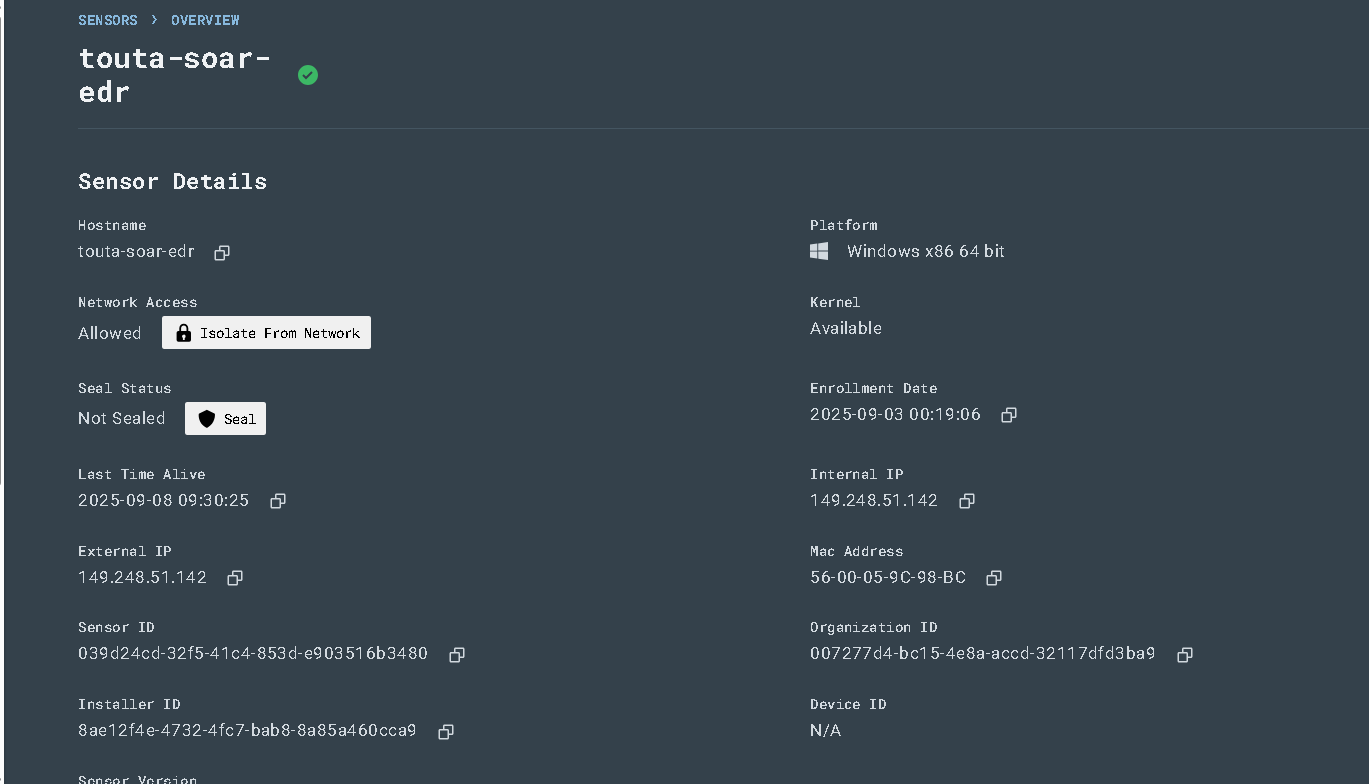 SENSORS > OVERVIEW
touta-soar-
edr
Sensor Details
Hostname
touta-soar-edr
Platform
Windows x86 64 bit
Network Access
Allowed
Isolate From Network
Kernel
Available
Seal Status
Not Sealed
Seal
Enrollment Date
2025-09-03 00:19:06
Last Time Alive
2025-09-08 09:30:25
Internal IP
149.248.51.142
External IP
149.248.51.142
Mac Address
56-00-05-9C-98-BC
Sensor ID
039d24cd-32f5-41c4-853d-e903516b3480
Organization ID
007277d4-bc15-4e8a-accd-32117dfd3ba9
Installer ID
8ae12f4e-4732-4fc7-bab8-8a85a460cca9
Device ID
N/A
Sensor Version